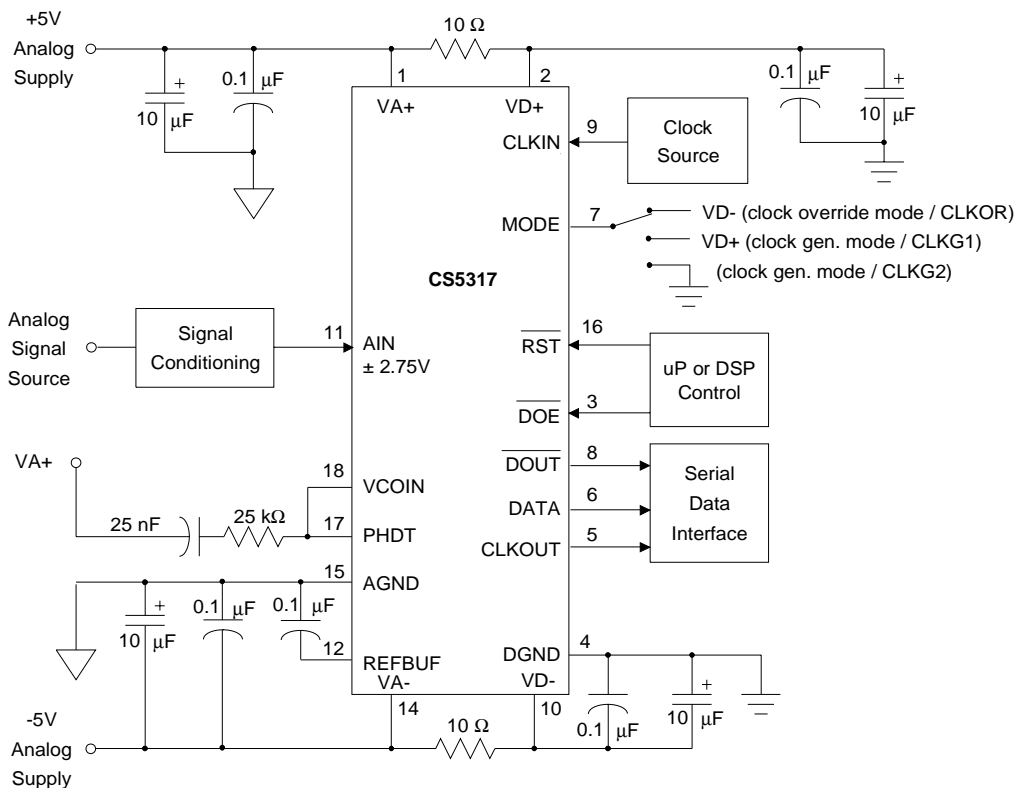 +5V
Analog
Supply
10 Ω
+
10 µF
0.1 µF
1
VA+
2
VD+
0.1 µF
+
10 µF
CLKIN
9
Clock
Source
MODE
7
VD- (clock override mode / CLKOR)
VD+ (clock gen. mode / CLKG1)
(clock gen. mode / CLKG2)
CS5317
Analog
Signal
Source
Signal
Conditioning
11
AIN
± 2.75V
RST
16
DOE
3
uP or DSP
Control
VA+
25 nF
25 kΩ
18
VCOIN
17
PHDT
DOUT
8
DATA
6
CLKOUT
5
Serial
Data
Interface
15
AGND
+
10 µF
0.1 µF
0.1 µF
12
REFBUF
VA-
14
DGND
4
VD-
10
0.1 µF
+
10 µF
10 Ω
-5V
Analog
Supply